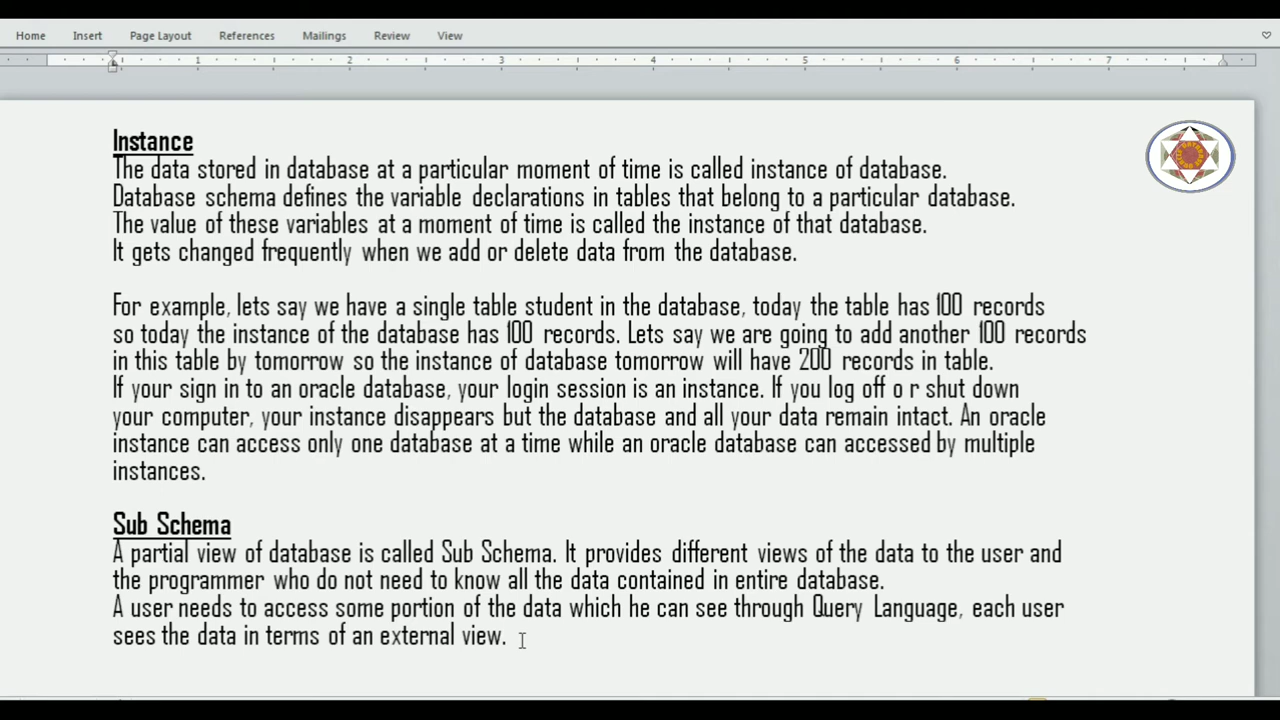 Home Insert Page Layout References Mailings Review View
1 2 3 4 5 6 7
Instance
The data stored in database at a particular moment of time is called instance of database.
Database schema defines the variable declarations in tables that belong to a particular database.
The value of these variables at a moment of time is called the instance of that database.
It gets changed frequently when we add or delete data from the database.
For example, lets say we have a single table student in the database, today the table has 100 records
so today the instance of the database has 100 records. Lets say we are going to add another 100 records
in this table by tomorrow so the instance of database tomorrow will have 200 records in table.
If your sign in to an oracle database, your login session is an instance. If you log off o r shut down
your computer, your instance disappears but the database and all your data remain intact. An oracle
instance can access only one database at a time while an oracle database can accessed by multiple
instances.
Sub Schema
A partial view of database is called Sub Schema. It provides different views of the data to the user and
the programmer who do not need to know all the data contained in entire database.
A user needs to access some portion of the data which he can see through Query Language, each user
sees the data in terms of an external view.